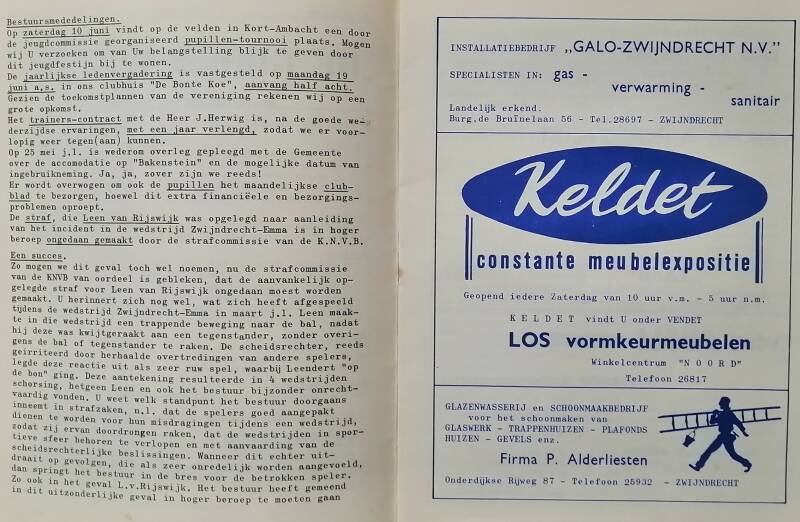 Bestuursmededelingen.
Op zaterdag 10 juni vindt op de velden in Kort-Ambacht een door
de jeugdcommissie georganiseerd pupillen-tournooi plaats. Mogen
wij U verzoeken om van Uw belangstelling blijk te geven door
dit jeugdfestijn bij te wonen.
De jaarlijkse ledenvergadering is vastgesteld op maandag 19
juni a.s. in ons clubhuis "De Bonte Koe", aanvang half acht.
Gezien de toekomstplannen van de vereniging rekenen wij op een
grote opkomst.
Het trainers-contract met de Heer J.Herwig is, na de goede we-
derzijdse ervaringen, met een jaar verlengd, zodat we er voor-
lopig weer tegen(aan) kunnen.
Op 25 mei j.l. is wederom overleg gepleegd met de Gemeente
over de accomodatie op "Bakenstein" en de mogelijke datum van
ingebruikneming. Ja, ja, zover zijn we reeds!
Er wordt overwogen om ook de pupillen het maandelijkse club-
blad te bezorgen, hoewel dit extra financiëele en bezorgings-
problemen oproept.
De straf, die Leen van Rijswijk was opgelegd naar aanleiding
van het incident in de wedstrijd Zwijndrecht-Emma is in hoger
beroep ongedaan gemaakt door de strafcommissie van de K.N.V.B.
Een succes.
Zo mogen we dit geval toch wel noemen, nu de strafcommissie
van de KNVB van oordeel is gebleken, dat de aanvankelijk op-
gelegde straf voor Leen van Rijswijk ongedaan moest worden
gemaakt. U herinnert zich nog wel, wat zich heeft afgespeeld
tijdens de wedstrijd Zwijndrecht-Emma in maart j.l. Leen maak-
te in die wedstrijd een trappende beweging naar de bal, nadat
hij deze was kwijtgeraakt aan een tegenstander, zonder overi-
gens de bal of tegenstander te raken. De scheidsrechter, reeds
geirriteerd door herhaalde overtredingen van andere spelers,
legde deze reactie uit als zeer ruw spel, waarbij Leendert "op
de bon" ging. Deze aantekening resulteerde in 4 wedstrijden
schorsing, hetgeen Leen en ook het bestuur bijzonder onrecht-
vaardig vonden. U weet welk standpunt het bestuur doorgaans
inneemt in strafzaken, n.l. dat de spelers goed aangepakt
dienen te worden voor hun misdragingen tijdens een wedstrijd,
zodat zij ervan doordrongen raken, dat de wedstrijden in spor-
tieve sfeer behoren te verlopen en met aanvaarding van de
scheidsrechterlijke beslissingen. Wanneer dit echter uit-
draait op gevolgen, die als zeer onredelijk worden aangevoeld,
dan springt het bestuur in de bres voor de betrokken speler.
Zo ook in het geval L.v.Rijswijk. Het bestuur heeft gemeend
in dit uitzonderlijke geval in hoger beroep te moeten gaan
INSTALLATIEBEDRIJF „GALO-ZWIJNDRECHT N.V."
SPECIALISTEN IN: gas -
verwarming -
sanitair
Landelijk erkend.
Burg.de Bruïnelaan 56 - Tel.28697 - ZWIJNDRECHT
Keldet
constante meubelexpositie
Geopend iedere Zaterdag van 10 uur v.m. - 5 uur n.m.
KELDET vindt U onder VENDET
LOS vormkeurmeubelen
Winkelcentrum "NOORD"
Telefoon 26817
GLAZENWASSERIJ en SCHOONMAAKBEDRIJF
voor het schoonmaken van
GLASWERK - TRAPPENHUIZEN - PLAFONDS
HUIZEN - GEVELS enz.
Firma P. Alderliesten
Onderdijkse Rijweg 87 - Telefoon 25932 - ZWIJNDRECHT